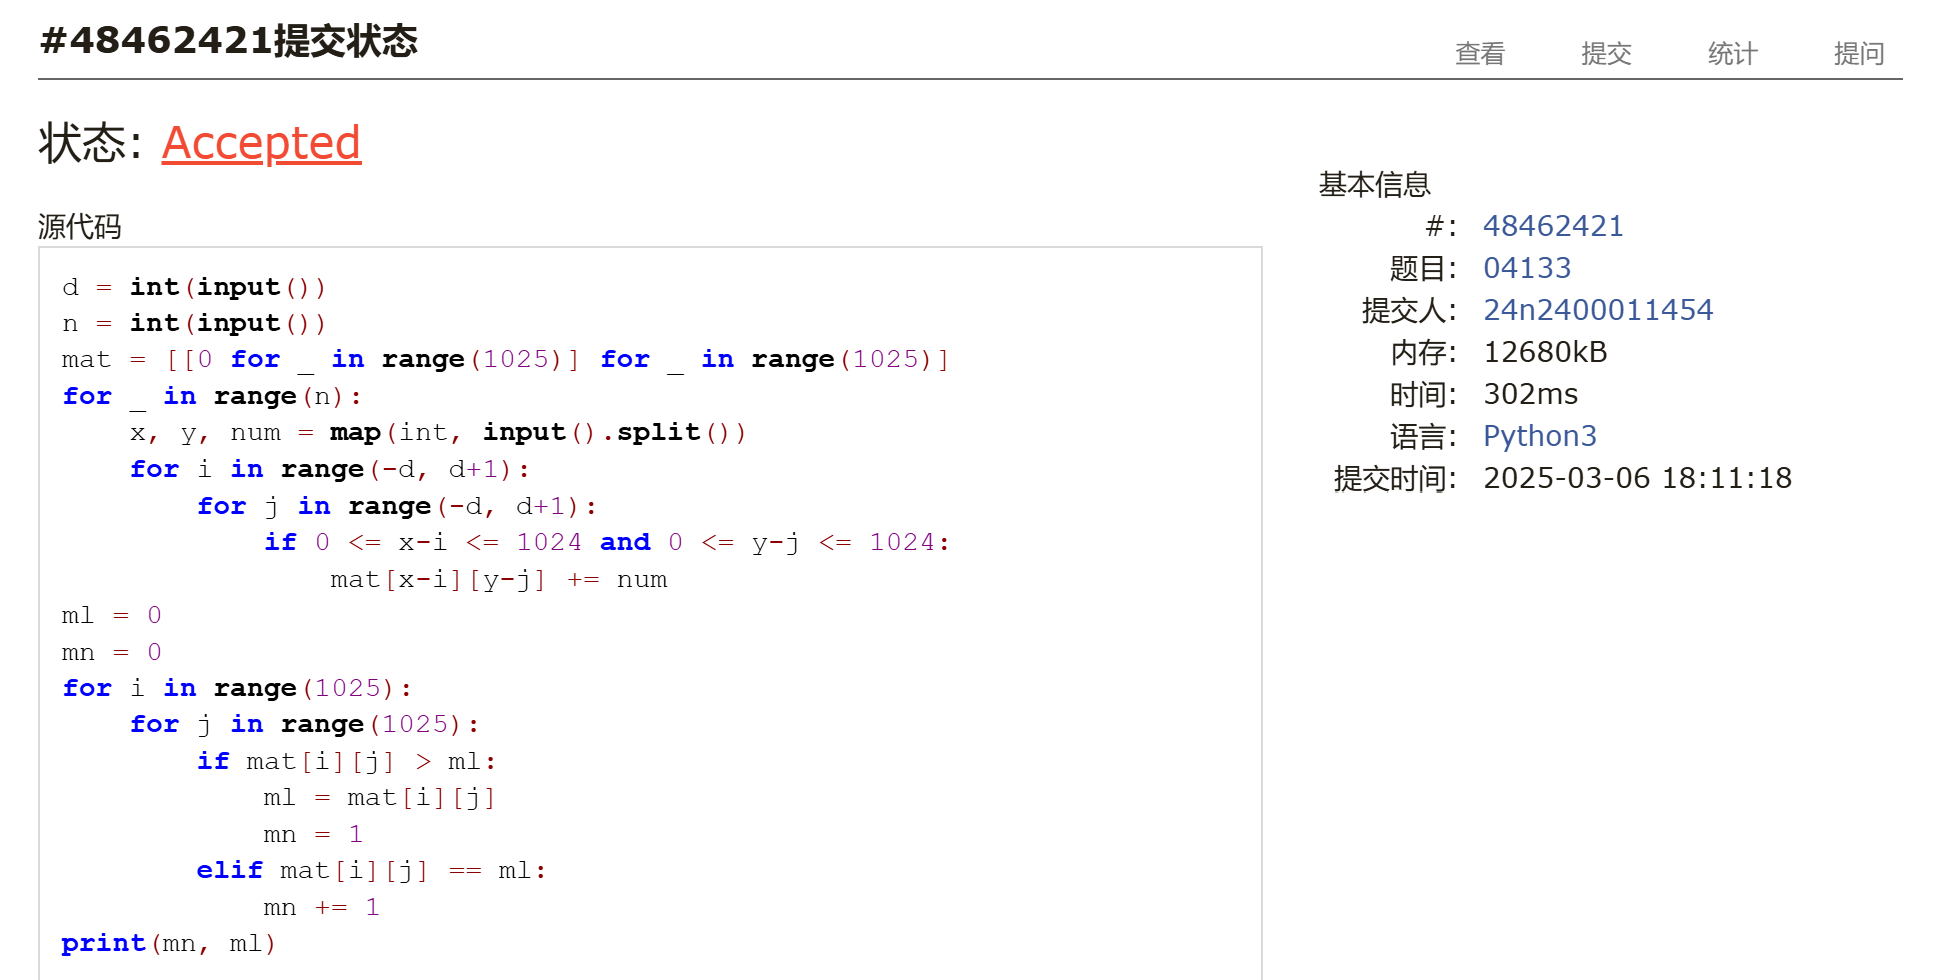 #48462421提交状态
查看 提交 统计 提问
状态: Accepted
源代码
d = int(input())
n = int(input())
mat = [[0 for _ in range(1025)] for _ in range(1025)]
for _ in range(n):
    x, y, num = map(int, input().split())
    for i in range(-d, d+1):
        for j in range(-d, d+1):
            if 0 <= x-i <= 1024 and 0 <= y-j <= 1024:
                mat[x-i][y-j] += num
ml = 0
mn = 0
for i in range(1025):
    for j in range(1025):
        if mat[i][j] > ml:
            ml = mat[i][j]
            mn = 1
        elif mat[i][j] == ml:
            mn += 1
print(mn, ml)
基本信息
#: 48462421
题目: 04133
提交人: 24n2400011454
内存: 12680kB
时间: 302ms
语言: Python3
提交时间: 2025-03-06 18:11:18